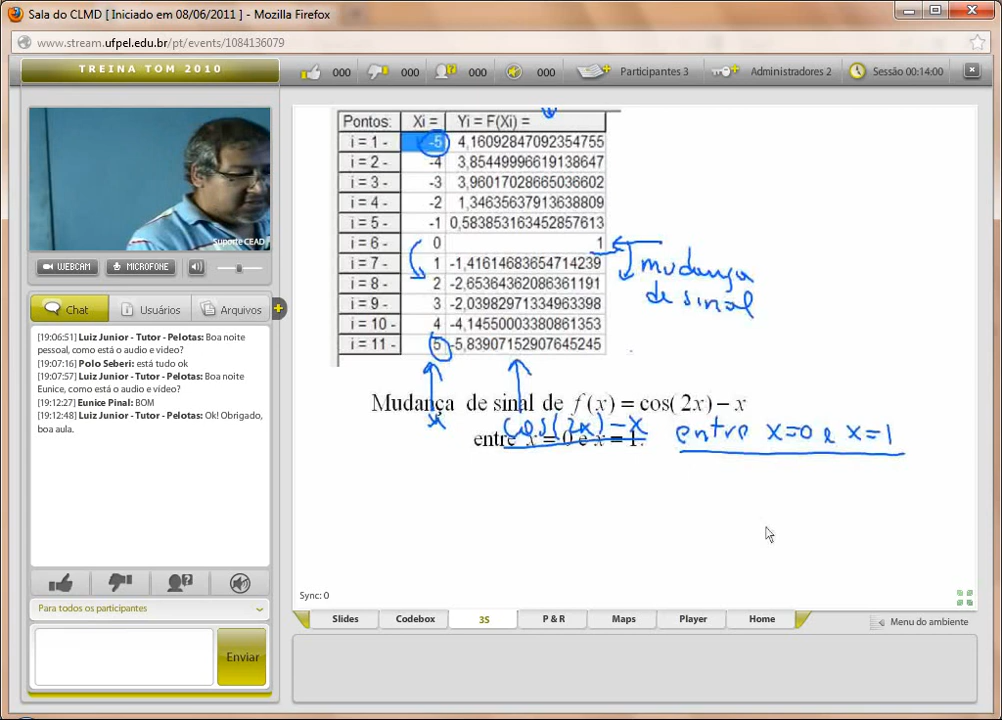 Sala do CLMD [ Iniciado em 08/06/2011 ] - Mozilla Firefox
www.stream.ufpel.edu.br/pt/events/1084136079
TREINA TOM 2010
000 000 000 000 Participantes 3 Administradores 2 Sessão 00:14:00
Suporte CEAD
WEBCAM MICROFONE
Chat Usuários Arquivos
[19:06:51] Luiz Junior - Tutor - Pelotas: Boa noite
pessoal, como está o audio e video?
[19:07:16] Polo Seberi: está tudo ok
[19:07:57] Luiz Junior - Tutor - Pelotas: Boa noite
Eunice, como está o audio e vídeo?
[19:12:27] Eunice Pinal: BOM
[19:12:48] Luiz Junior - Tutor - Pelotas: Ok! Obrigado,
boa aula.
Para todos os participantes
Enviar
Pontos: Xi = Yi = F(Xi) =
i = 1 - -5 4,16092847092354755
i = 2 - -4 3,85449996619138647
i = 3 - -3 3,96017028665036602
i = 4 - -2 1,34635637913638809
i = 5 - -1 0,583853163452857613
i = 6 - 0 1
i = 7 - 1 -1,41614683654714239
i = 8 - 2 -2,65364362086361191
i = 9 - 3 -2,03982971334963398
i = 10 - 4 -4,14550003380861353
i = 11 - 5 -5,83907152907645245
mudança
de sinal
Mudança de sinal de f(x) = cos(2x) − x
x
cos(2x) - x
entre x = 0 e x = 1.
entre x=0 e x=1
Sync: 0
Slides Codebox 35 P & R Maps Player Home Menu do ambiente